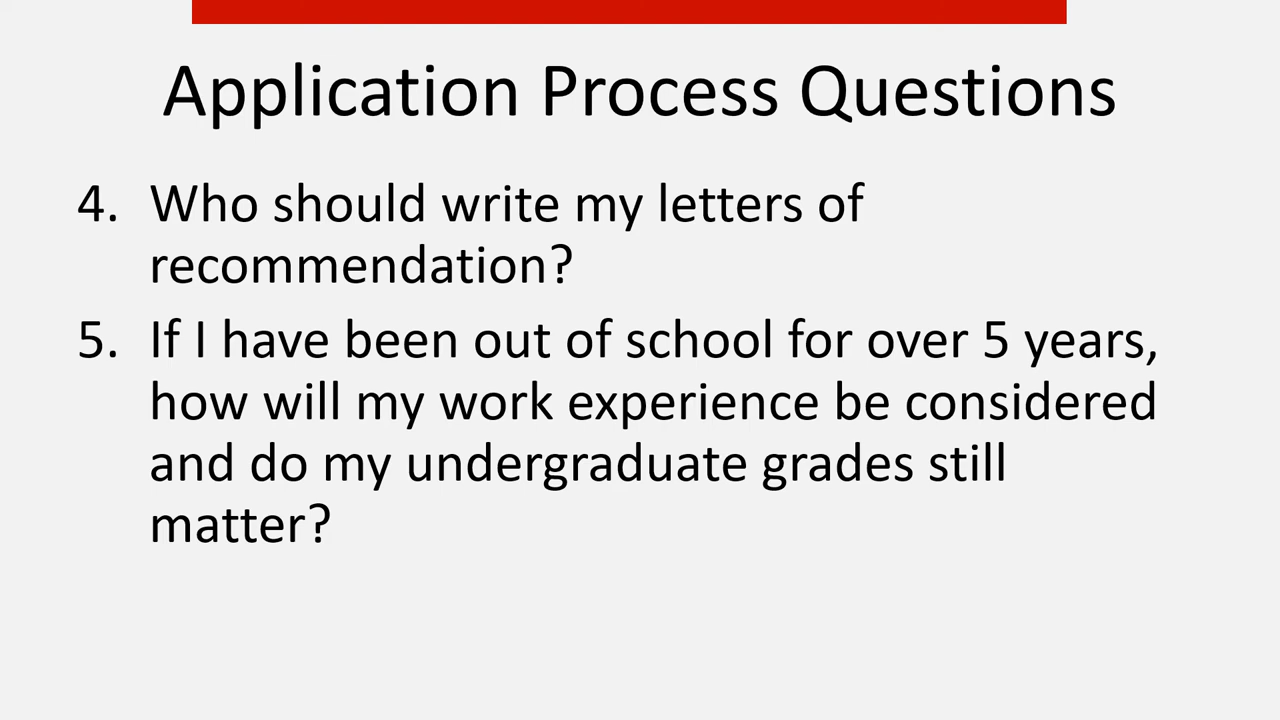 Application Process Questions
4. Who should write my letters of
recommendation?
5. If I have been out of school for over 5 years,
how will my work experience be considered
and do my undergraduate grades still
matter?